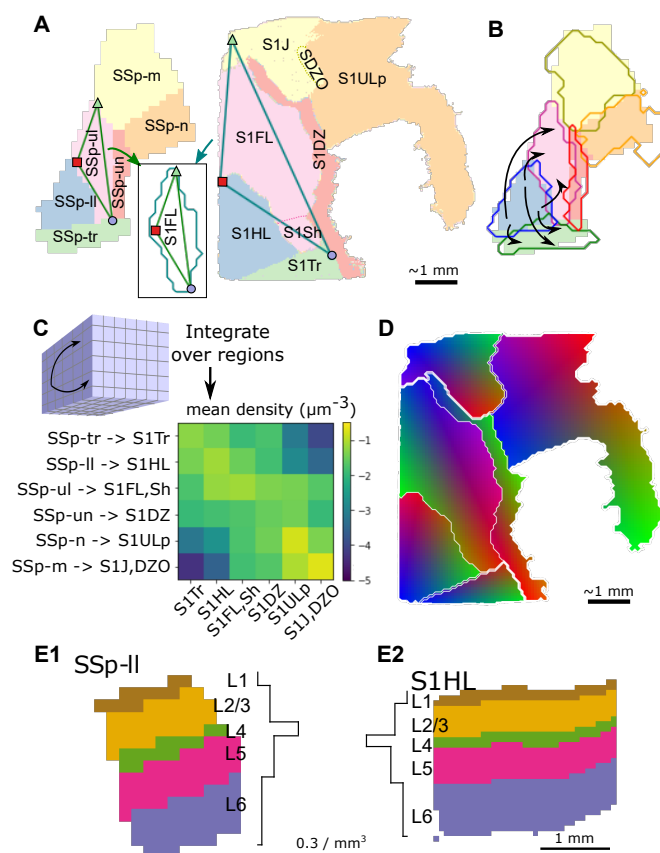 A
SSp-m
SSp-n
SSp-ul
SSp-un
SSp-ll
SSp-tr
S1FL
S1J
SDZO
S1ULp
S1FL
S1DZ
S1HL
S1Sh
S1Tr
~1 mm
B
C
Integrate
over regions
mean density (μm⁻³)
SSp-tr -> S1Tr
SSp-ll -> S1HL
SSp-ul -> S1FL,Sh
SSp-un -> S1DZ
SSp-n -> S1ULp
SSp-m -> S1J,DZO
S1Tr
S1HL
S1FL,Sh
S1DZ
S1ULp
S1J,DZO
−1
−2
−3
−4
−5
D
~1 mm
E1
SSp-ll
L1
L2/3
L4
L5
L6
0.3 / mm³
E2
S1HL
L1
L2/3
L4
L5
L6
1 mm